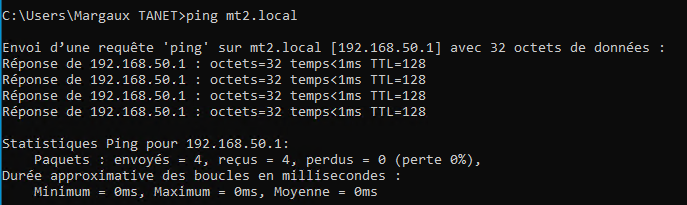 C:\Users\Margaux TANET>ping mt2.local
Envoi d’une requête 'ping' sur mt2.local [192.168.50.1] avec 32 octets de données :
Réponse de 192.168.50.1 : octets=32 temps<1ms TTL=128
Réponse de 192.168.50.1 : octets=32 temps<1ms TTL=128
Réponse de 192.168.50.1 : octets=32 temps<1ms TTL=128
Réponse de 192.168.50.1 : octets=32 temps<1ms TTL=128
Statistiques Ping pour 192.168.50.1:
Paquets : envoyés = 4, reçus = 4, perdus = 0 (perte 0%),
Durée approximative des boucles en millisecondes :
Minimum = 0ms, Maximum = 0ms, Moyenne = 0ms